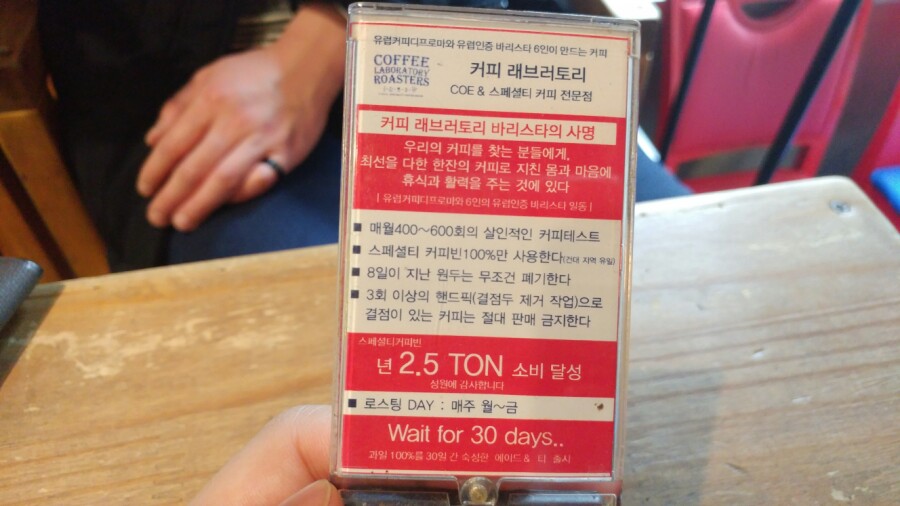 유럽커피디프로마와 유럽인증 바리스타 6인이 만드는 커피
COFFEE
LABORATORY
ROASTERS
커피 래브러토리
COE & 스페셜티 커피 전문점
커피 래브러토리 바리스타의 사명
우리의 커피를 찾는 분들에게,
최선을 다한 한잔의 커피로 지친 몸과 마음에
휴식과 활력을 주는 것에 있다
| 유럽커피디프로마와 6인의 유럽인증 바리스타 일동 |
■ 매월400~600회의 살인적인 커피테스트
■ 스페셜티 커피빈100%만 사용한다(건대 지역 유일)
■ 8일이 지난 원두는 무조건 폐기한다
■ 3회 이상의 핸드픽(결점두 제거 작업)으로
결점이 있는 커피는 절대 판매 금지한다
스페셜티커피빈
년 2.5 TON 소비 달성
성원에 감사합니다
■ 로스팅 DAY : 매주 월~금
Wait for 30 days..
과일 100%를 30일 간 숙성한 에이드 & 티 출시